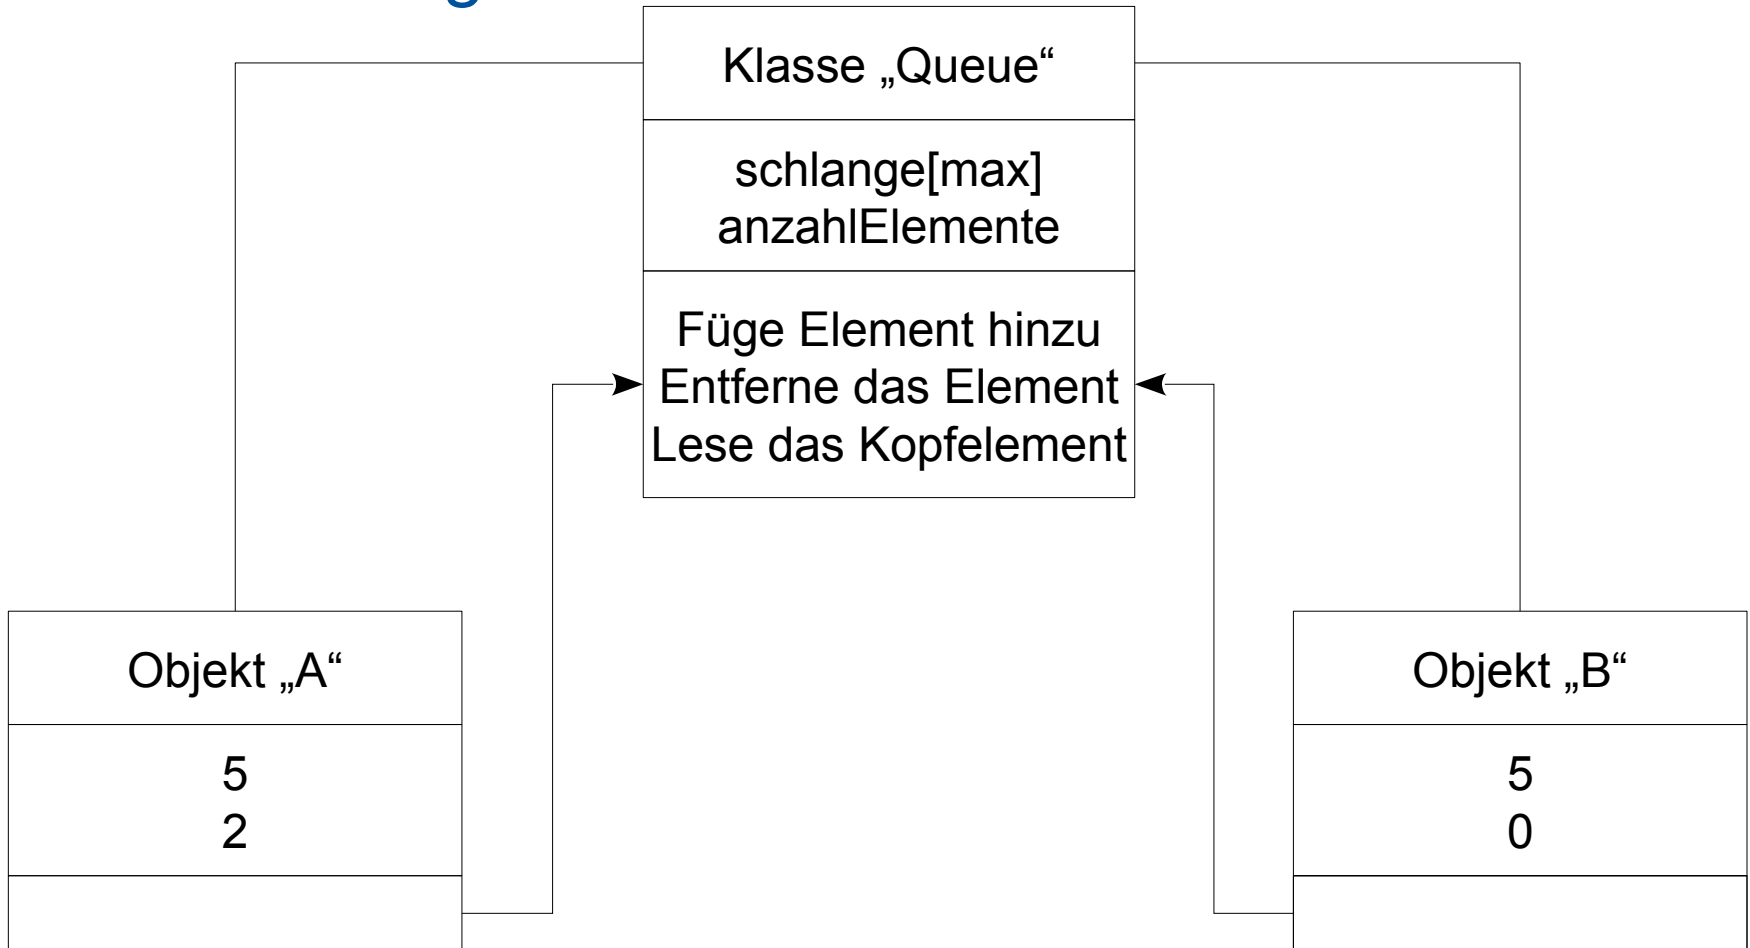 Klasse „Queue“
schlange[max]
anzahlElemente
Füge Element hinzu
Entferne das Element
Lese das Kopfelement
Objekt „A“
5
2
Objekt „B“
5
0